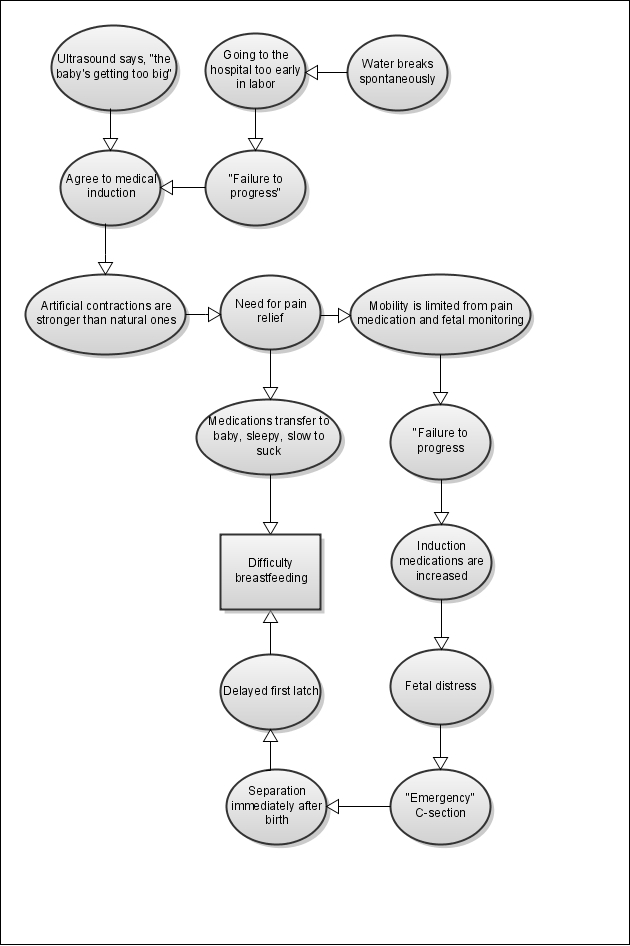 Ultrasound says, "the
baby's getting too big"
Going to the
hospital too early
in labor
Water breaks
spontaneously
Agree to medical
induction
"Failure to
progress"
Artificial contractions are
stronger than natural ones
Need for pain
relief
Mobility is limited from pain
medication and fetal monitoring
Medications transfer to
baby, sleepy, slow to
suck
"Failure to
progress
Difficulty
breastfeeding
Induction
medications are
increased
Delayed first latch
Fetal distress
Separation
immediately after
birth
"Emergency"
C-section